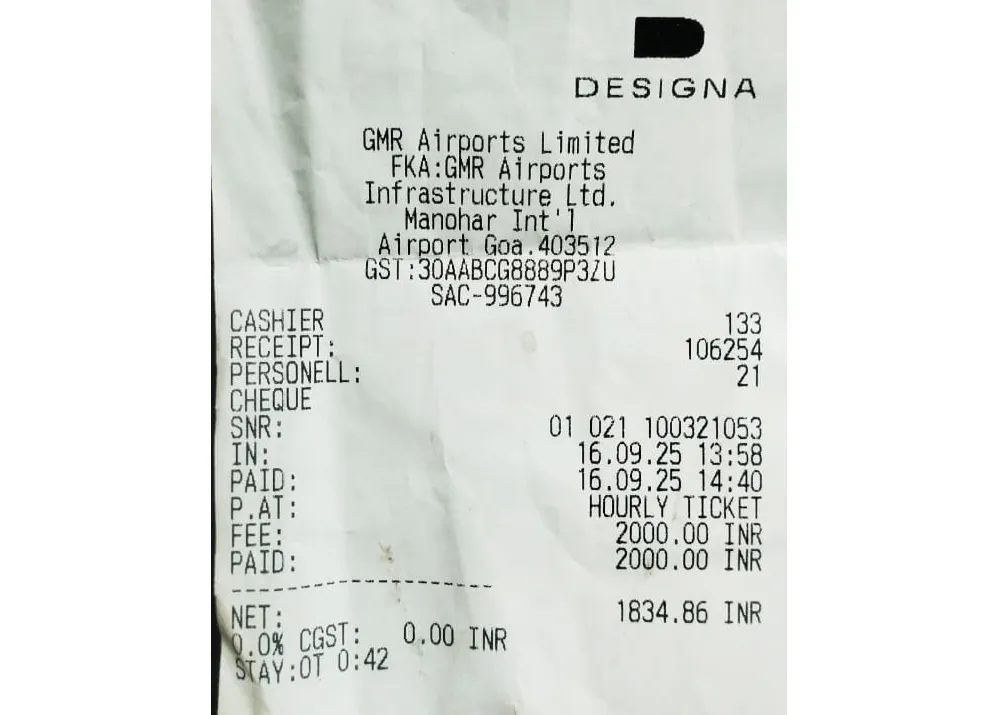 DESIGNA
GMR Airports Limited
FKA:GMR Airports
Infrastructure Ltd.
Manohar Int'l
Airport Goa.403512
GST:30AABCG8889P3ZU
SAC-996743
CASHIER 133
RECEIPT: 106254
PERSONELL: 21
CHEQUE
SNR: 01 021 100321053
IN: 16.09.25 13:58
PAID: 16.09.25 14:40
P.AT: HOURLY TICKET
FEE: 2000.00 INR
PAID: 2000.00 INR
NET: 1834.86 INR
0.0% CGST: 0.00 INR
STAY:0T 0:42